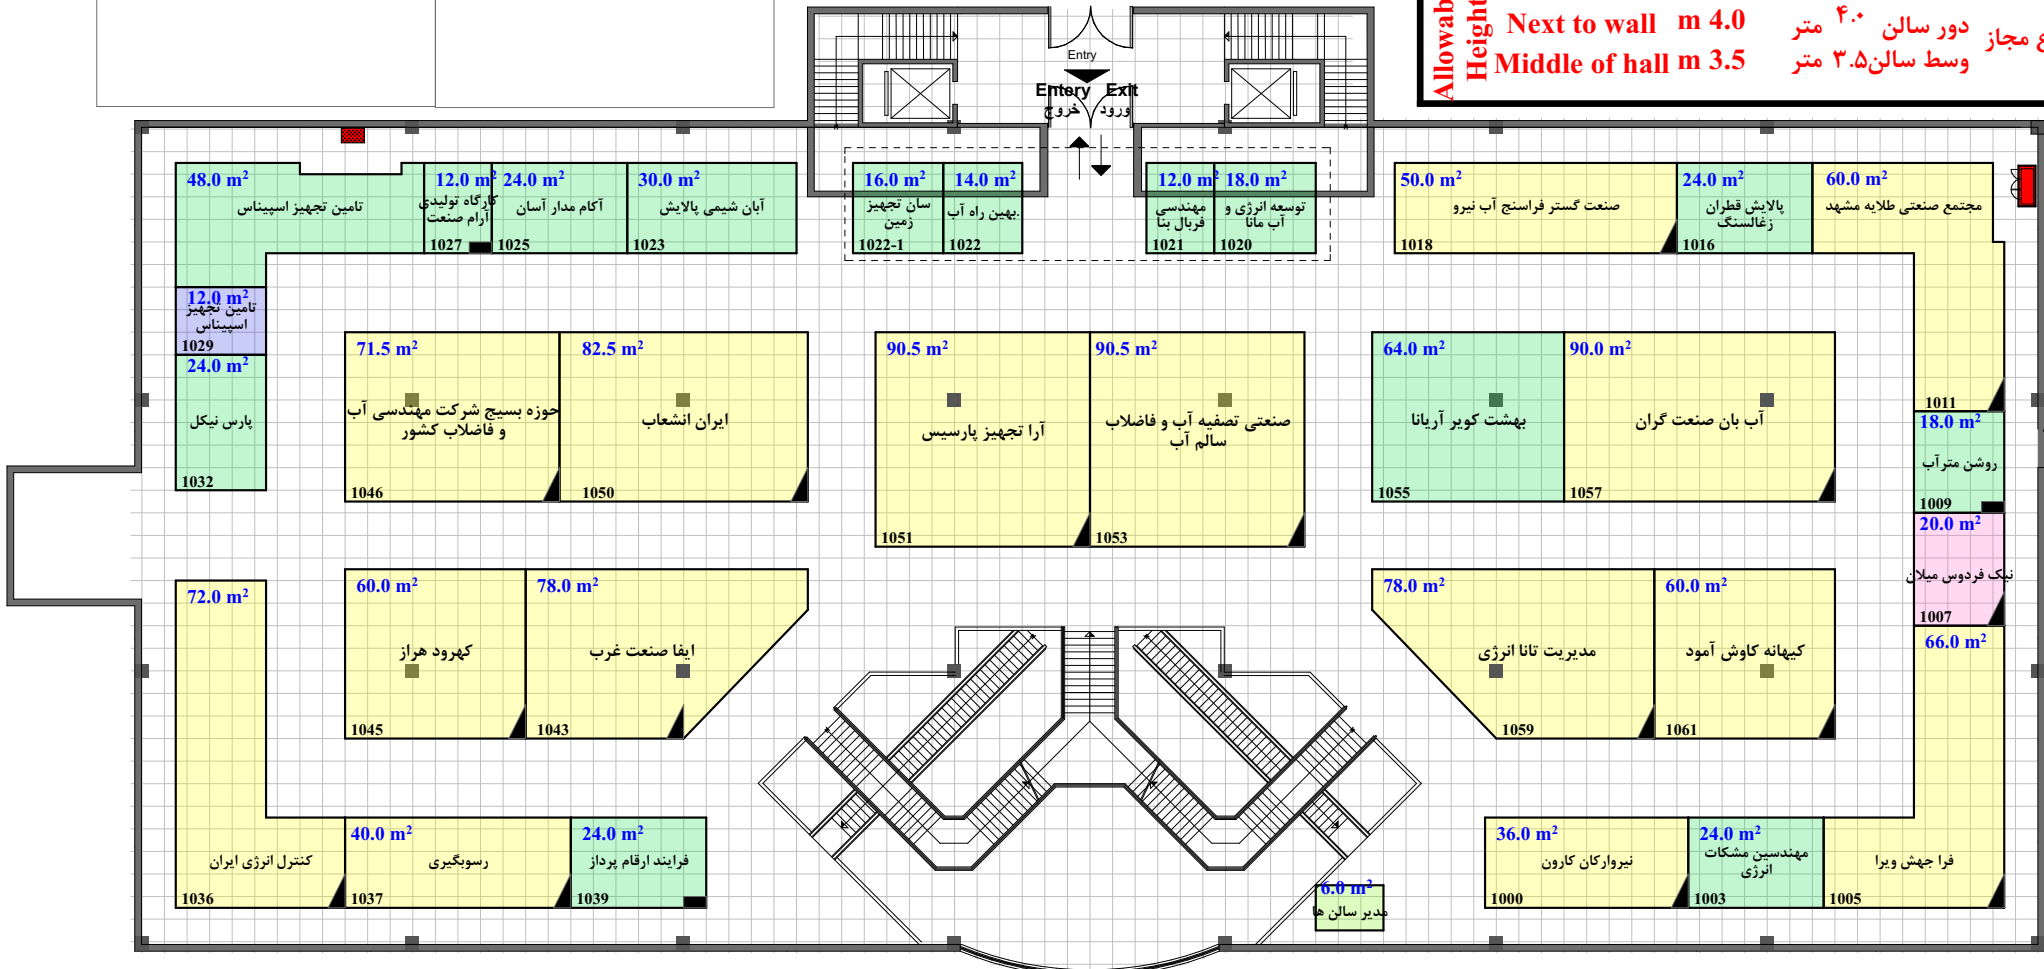 Allowab
Height
Next to wall m 4.0 دور سالن ۴.۰ متر
Middle of hall m 3.5 وسط سالن ۳.۵ متر
ع مجاز
Entry
Entery Exit
خروج ورود
48.0 m²
تامین تجهیز اسپیناس
12.0 m²
کارگاه تولیدی
آرام صنعت
1027
24.0 m²
آکام مدار آسان
1025
30.0 m²
آبان شیمی پالایش
1023
16.0 m²
سان تجهیز
زمین
1022-1
14.0 m²
بهین راه آب.
1022
12.0 m²
مهندسی
فربال بنا
1021
18.0 m²
توسعه انرژی و
آب مانا
1020
50.0 m²
صنعت گستر فراسنج آب نیرو
1018
24.0 m²
پالایش قطران
زغالسنگ
1016
60.0 m²
مجتمع صنعتی طلایه مشهد
1011
12.0 m²
تامین تجهیز
اسپیناس
1029
24.0 m²
پارس نیکل
1032
71.5 m²
حوزه بسیج شرکت مهندسی آب
و فاضلاب کشور
1046
82.5 m²
ایران انشعاب
1050
90.5 m²
آرا تجهیز پارسیس
1051
90.5 m²
صنعتی تصفیه آب و فاضلاب
سالم آب
1053
64.0 m²
بهشت کویر آریانا
1055
90.0 m²
آب بان صنعت گران
1057
18.0 m²
روشن مترآب
1009
20.0 m²
نیک فردوس میلان
1007
72.0 m²
کنترل انرژی ایران
1036
60.0 m²
کهرود هراز
1045
78.0 m²
ایفا صنعت غرب
1043
78.0 m²
مدیریت تانا انرژی
1059
60.0 m²
کیهانه کاوش آمود
1061
66.0 m²
فرا جهش ویرا
1005
40.0 m²
رسوبگیری
1037
24.0 m²
فرایند ارقام پرداز
1039
6.0 m²
مدیر سالن ها
36.0 m²
نیروارکان کارون
1000
24.0 m²
مهندسین مشکات
انرژی
1003